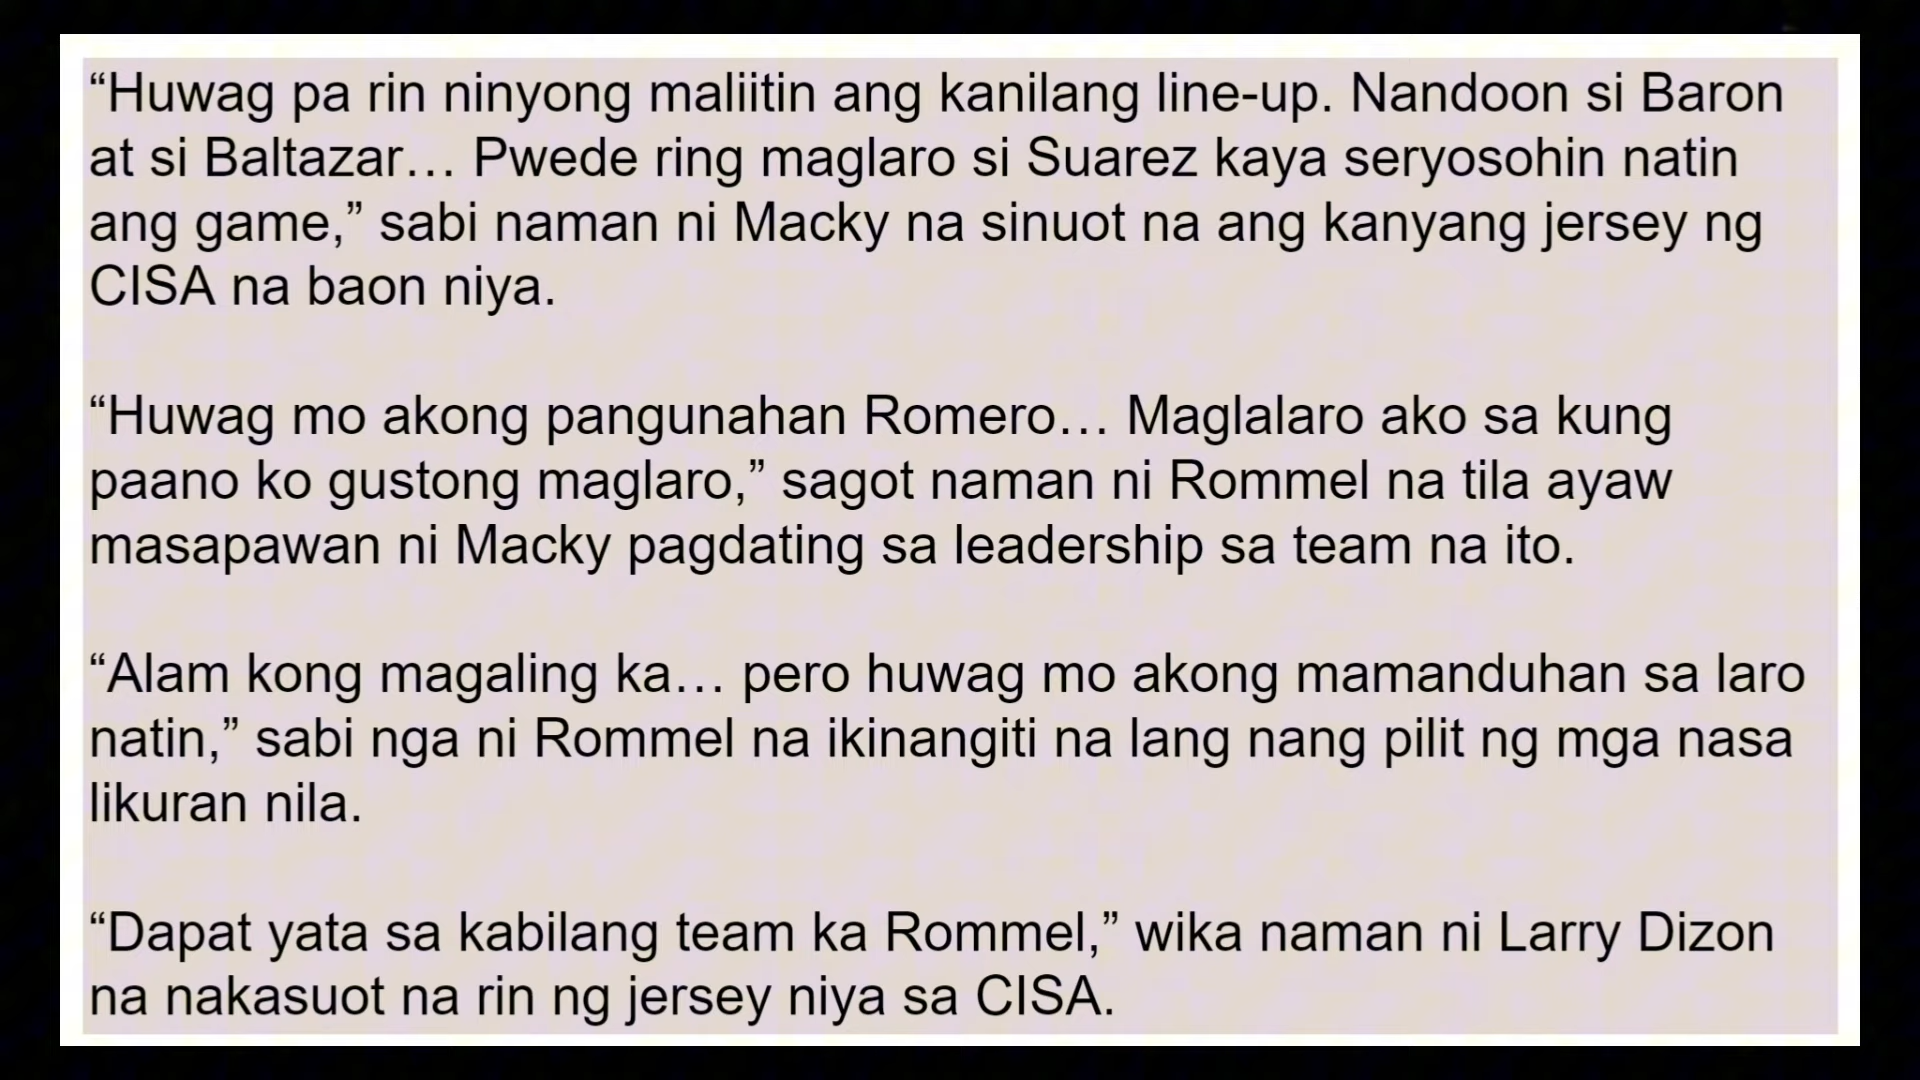 “Huwag pa rin ninyong maliitin ang kanilang line-up. Nandoon si Baron
at si Baltazar… Pwede ring maglaro si Suarez kaya seryosohin natin
ang game,” sabi naman ni Macky na sinuot na ang kanyang jersey ng
CISA na baon niya.
“Huwag mo akong pangunahan Romero… Maglalaro ako sa kung
paano ko gustong maglaro,” sagot naman ni Rommel na tila ayaw
masapawan ni Macky pagdating sa leadership sa team na ito.
“Alam kong magaling ka… pero huwag mo akong mamanduhan sa laro
natin,” sabi nga ni Rommel na ikinangiti na lang nang pilit ng mga nasa
likuran nila.
“Dapat yata sa kabilang team ka Rommel,” wika naman ni Larry Dizon
na nakasuot na rin ng jersey niya sa CISA.